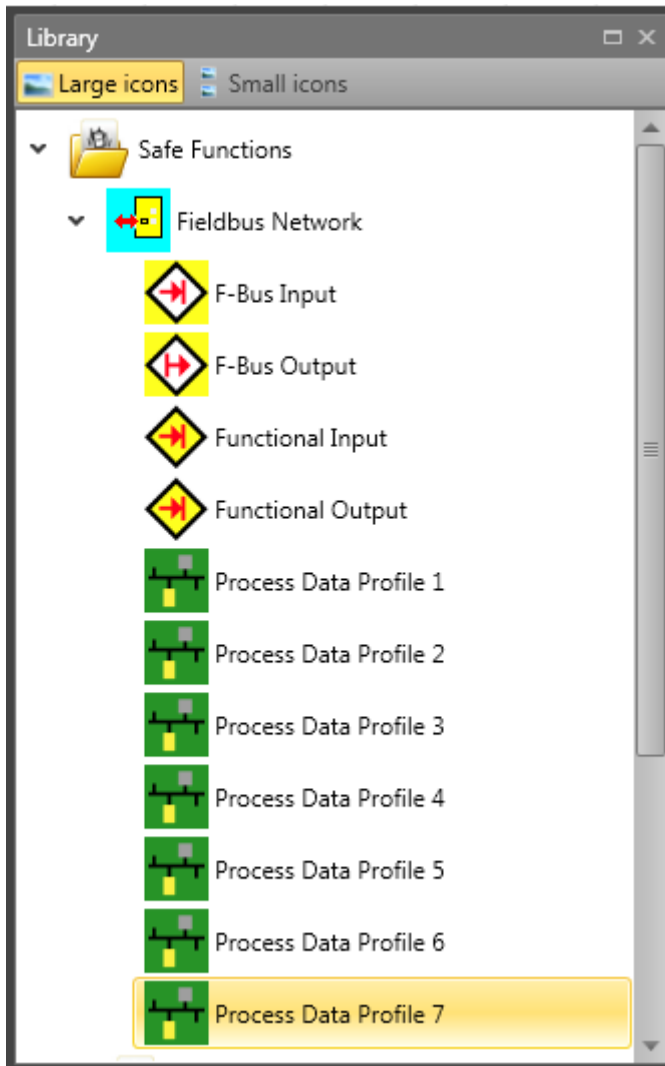 Library
Large icons Small icons
Safe Functions
Fieldbus Network
F-Bus Input
F-Bus Output
Functional Input
Functional Output
Process Data Profile 1
Process Data Profile 2
Process Data Profile 3
Process Data Profile 4
Process Data Profile 5
Process Data Profile 6
Process Data Profile 7